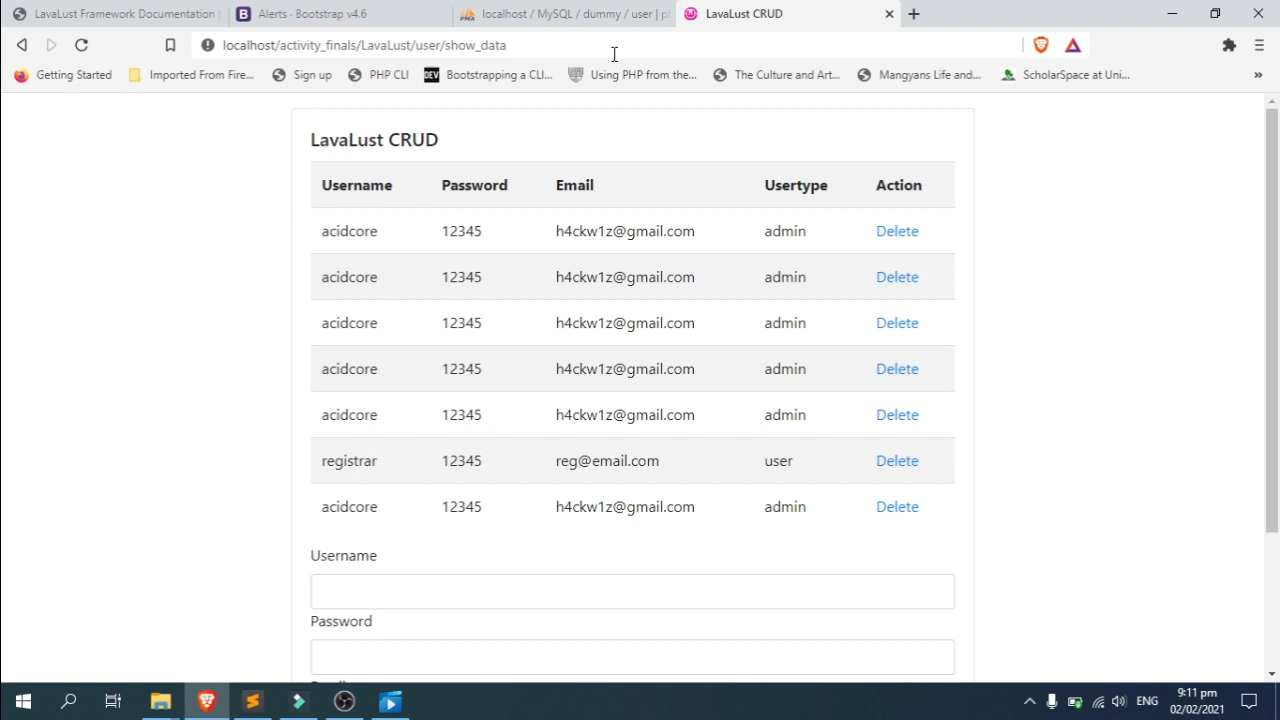 LavaLust Framework Documentation
Alerts · Bootstrap v4.6
localhost / MySQL / dummy / user | pl
LavaLust CRUD
localhost/activity_finals/LavaLust/user/show_data
Getting Started
Imported From Fire...
Sign up
PHP CLI
DEV Bootstrapping a CLI...
Using PHP from the...
The Culture and Art...
Mangyans Life and...
ScholarSpace at Uni...
LavaLust CRUD
Username Password Email Usertype Action
acidcore 12345 h4ckw1z@gmail.com admin Delete
acidcore 12345 h4ckw1z@gmail.com admin Delete
acidcore 12345 h4ckw1z@gmail.com admin Delete
acidcore 12345 h4ckw1z@gmail.com admin Delete
acidcore 12345 h4ckw1z@gmail.com admin Delete
registrar 12345 reg@email.com user Delete
acidcore 12345 h4ckw1z@gmail.com admin Delete
Username
Password
ENG
9:11 pm
02/02/2021